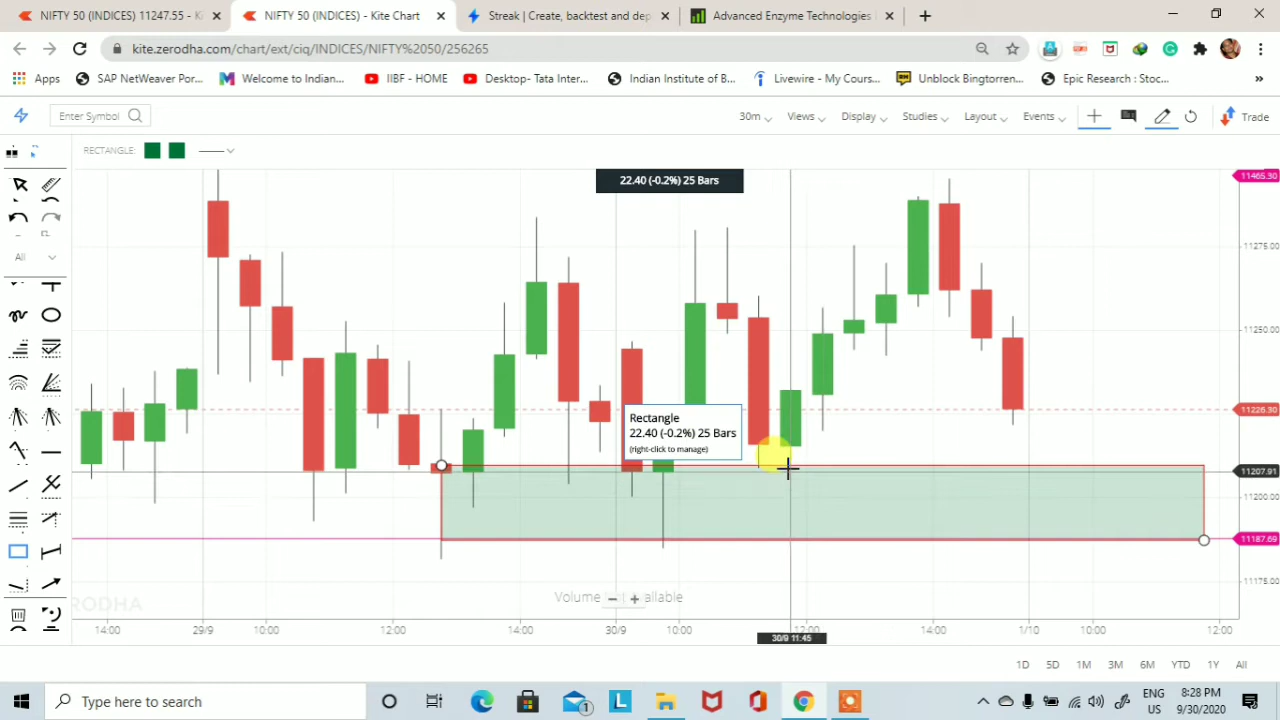 NIFTY 50 (INDICES) 11247.55 - K
NIFTY 50 (INDICES) - Kite Chart
Streak | Create, backtest and dep
Advanced Enzyme Technologies
kite.zerodha.com/chart/ext/ciq/INDICES/NIFTY%2050/256265
Apps
SAP NetWeaver Por...
Welcome to Indian...
IIBF - HOME
Desktop- Tata Inter...
Indian Institute of B...
Livewire - My Cours...
Unblock Bingtorren...
Epic Research : Stoc...
»
Enter Symbol
30m
Views
Display
Studies
Layout
Events
Trade
RECTANGLE:
22.40 (-0.2%) 25 Bars
11465.30
11275.00
11250.00
11226.30
11207.91
11200.00
11187.69
11175.00
All
Rectangle
22.40 (-0.2%) 25 Bars
(right-click to manage)
RODHA
Volume ailable
14:00
29/9
10:00
12:00
14:00
30/9
10:00
12:00
14:00
1/10
10:00
12:00
30/9 11:45
1D
5D
1M
3M
6M
YTD
1Y
All
Type here to search
1
ENG
US
8:28 PM
9/30/2020